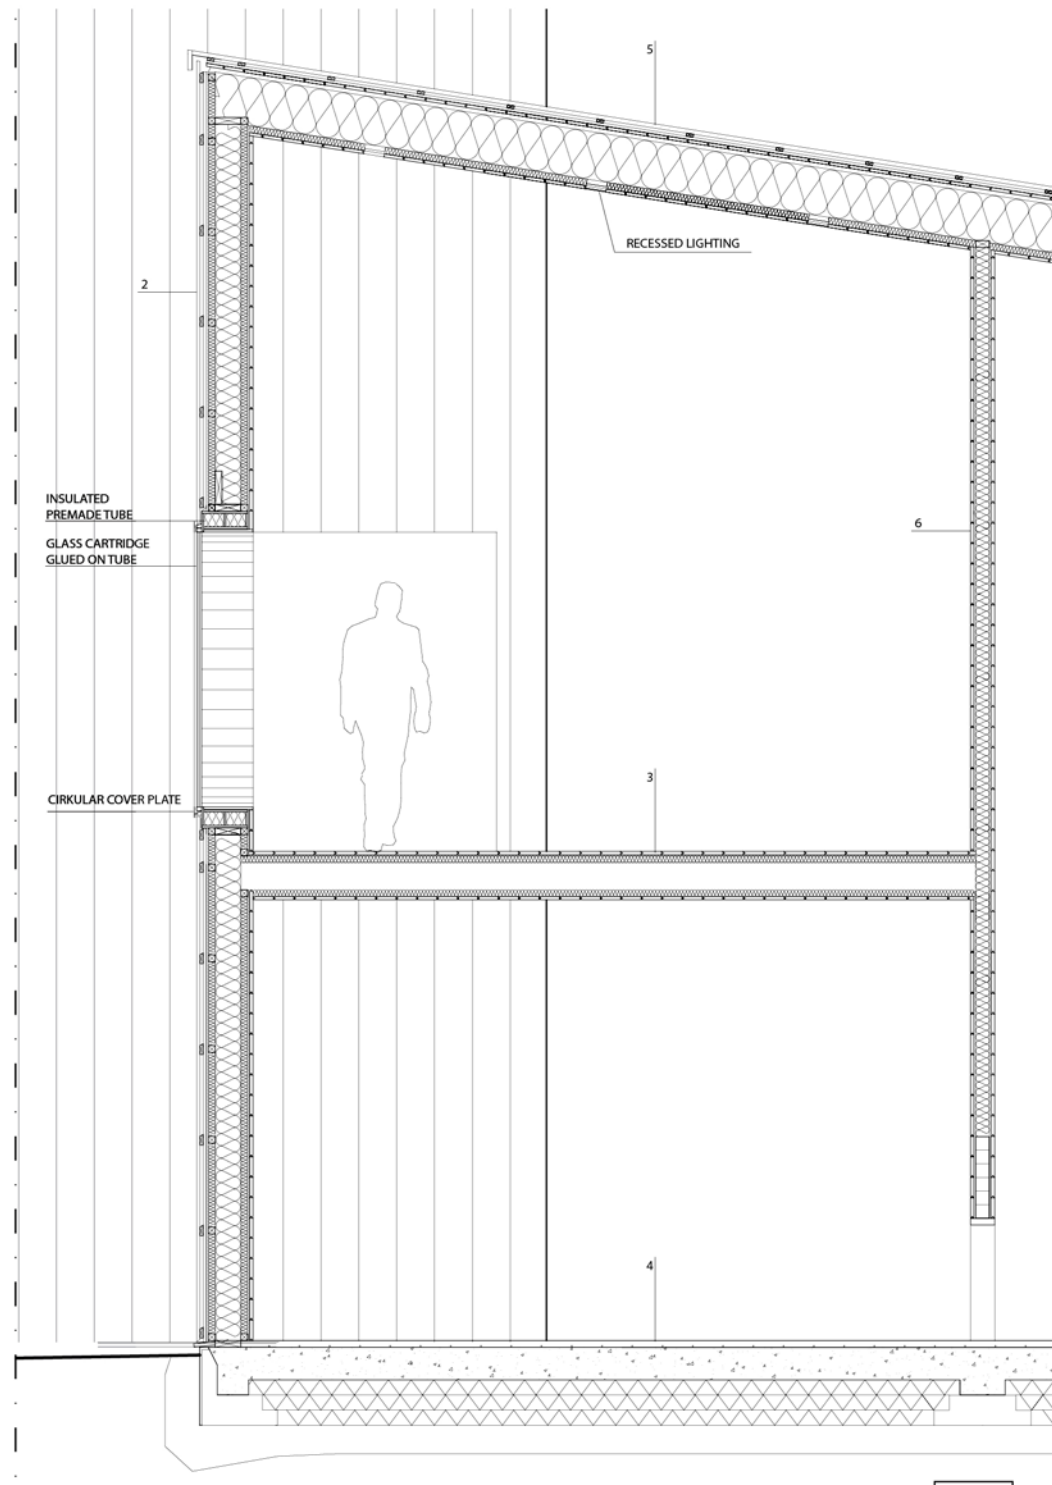 5
RECESSED LIGHTING
2
INSULATED
PREMADE TUBE
GLASS CARTRIDGE
GLUED ON TUBE
6
3
CIRKULAR COVER PLATE
4